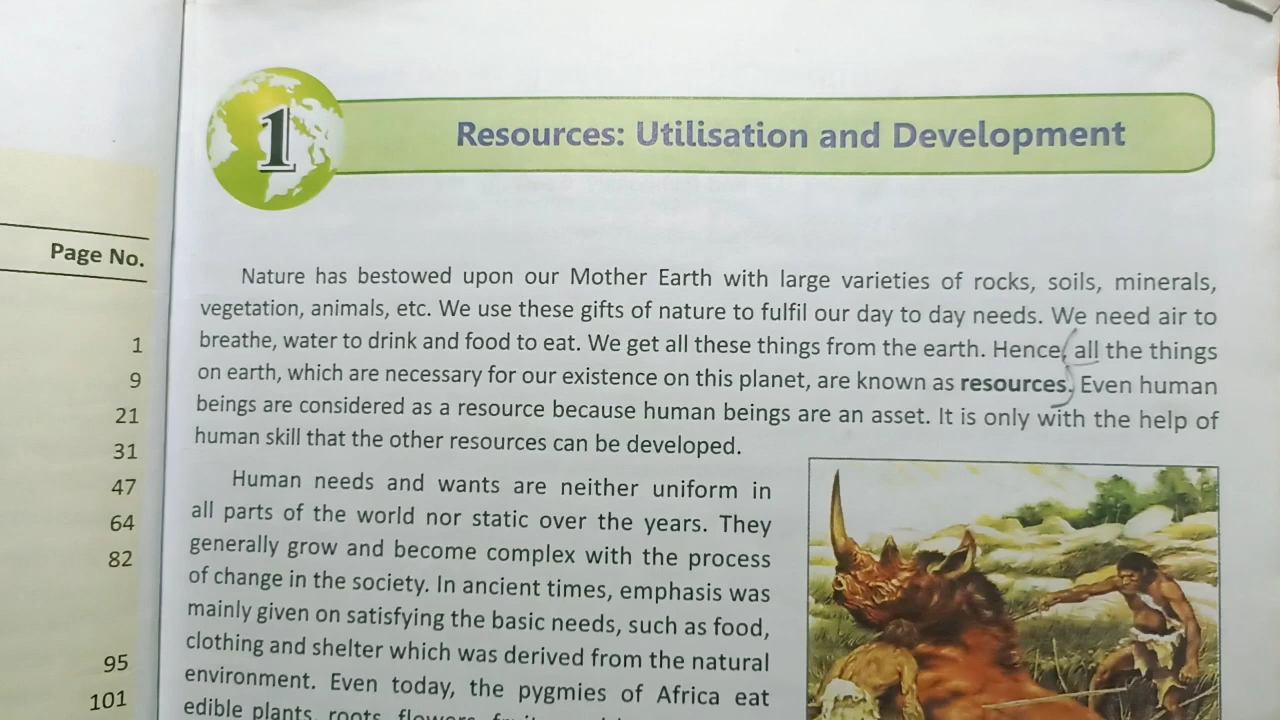 Page No.
1
9
21
31
47
64
82
95
101
1
Resources: Utilisation and Development
Nature has bestowed upon our Mother Earth with large varieties of rocks, soils, minerals,
vegetation, animals, etc. We use these gifts of nature to fulfil our day to day needs. We need air to
breathe, water to drink and food to eat. We get all these things from the earth. Hence, all the things
on earth, which are necessary for our existence on this planet, are known as resources. Even human
beings are considered as a resource because human beings are an asset. It is only with the help of
human skill that the other resources can be developed.
Human needs and wants are neither uniform in
all parts of the world nor static over the years. They
generally grow and become complex with the process
of change in the society. In ancient times, emphasis was
mainly given on satisfying the basic needs, such as food,
clothing and shelter which was derived from the natural
environment. Even today, the pygmies of Africa eat
edible plants, roots, flowers,